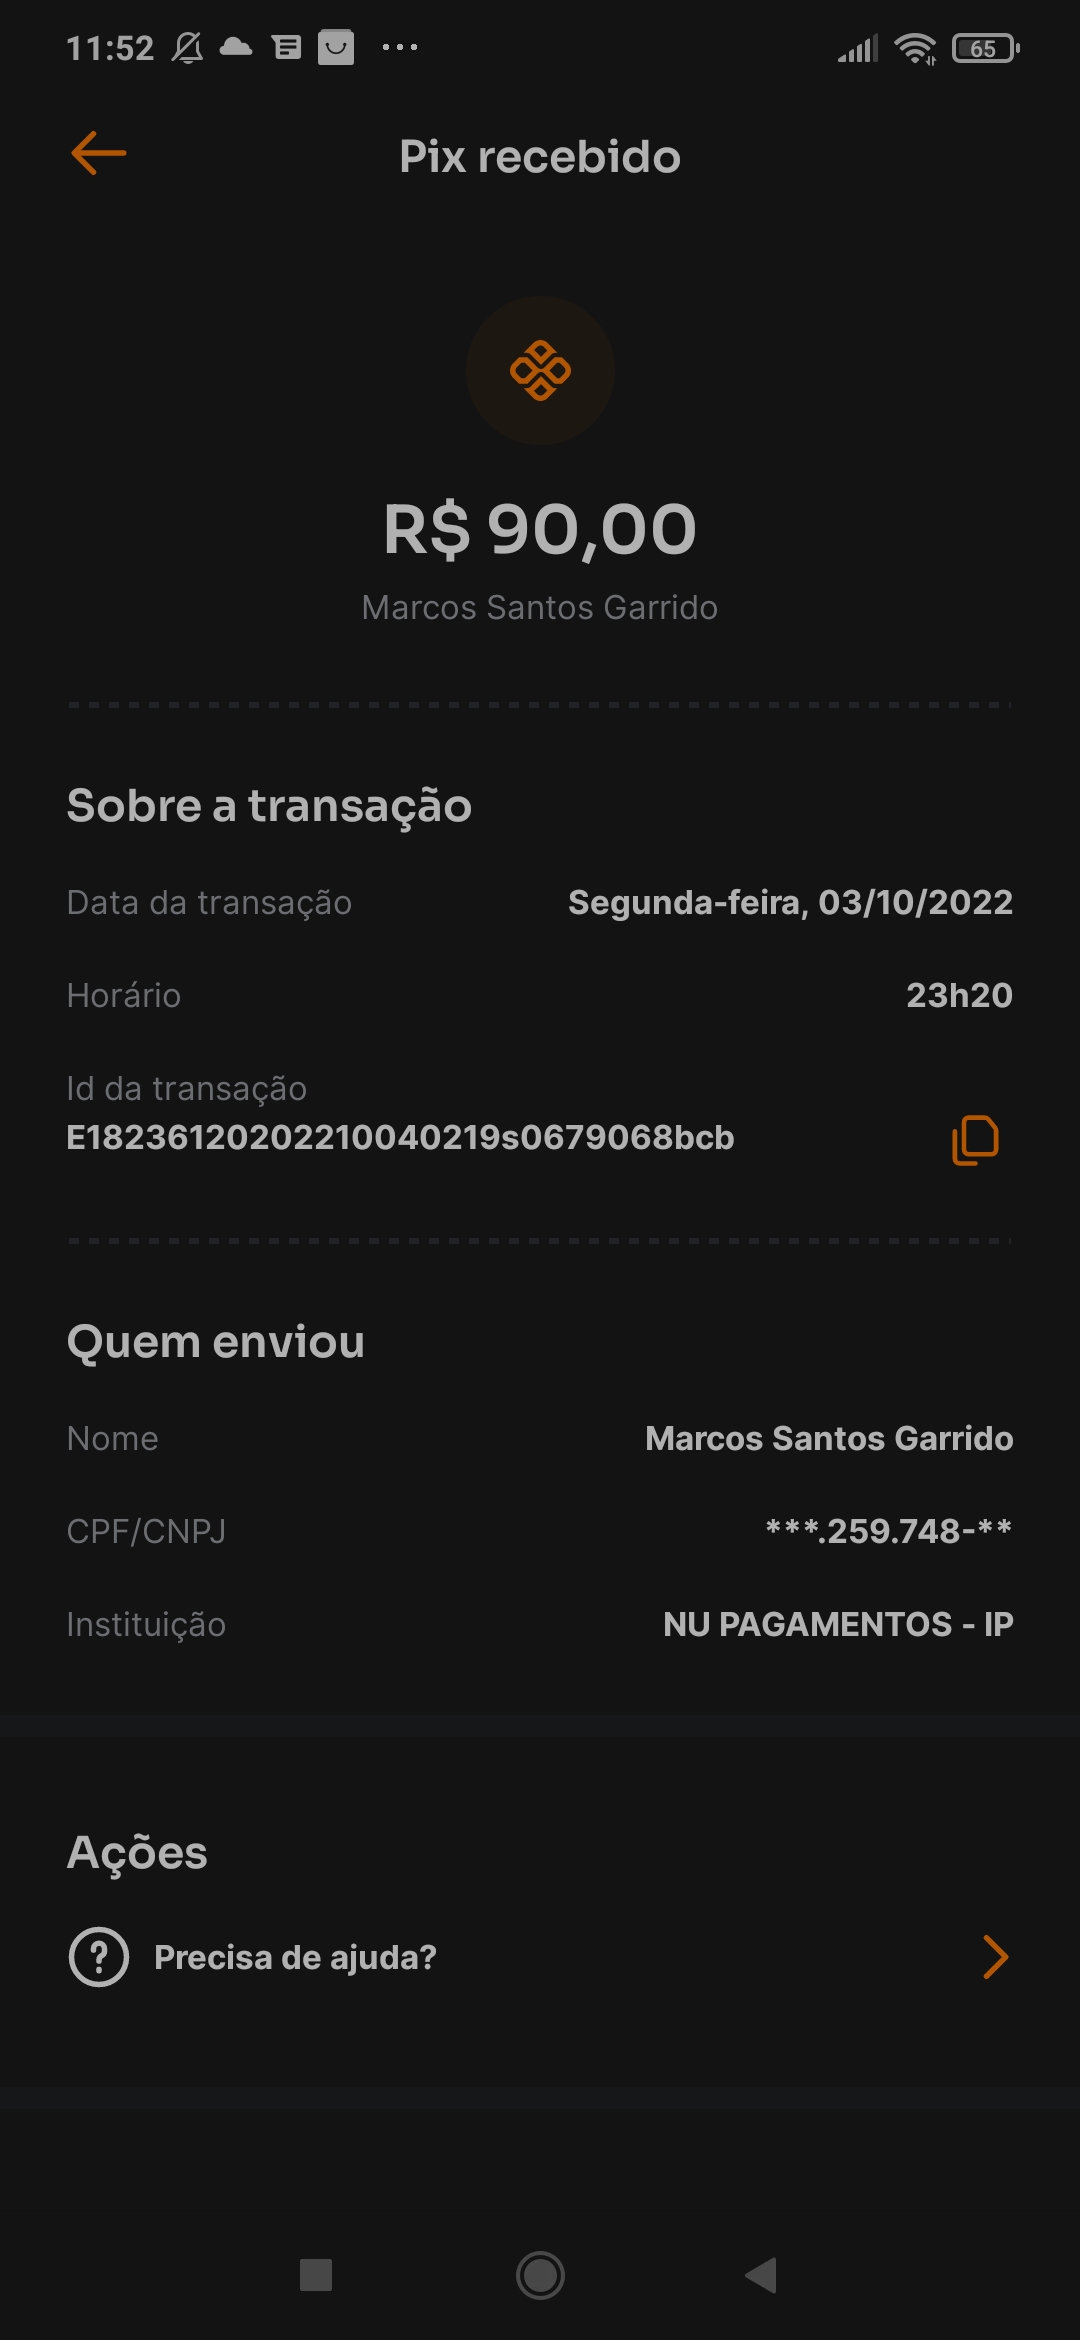 11:52
65
Pix recebido
R$ 90,00
Marcos Santos Garrido
Sobre a transação
Data da transação Segunda-feira, 03/10/2022
Horário 23h20
Id da transação
E18236120202210040219s0679068bcb
Quem enviou
Nome Marcos Santos Garrido
CPF/CNPJ ***.259.748-**
Instituição NU PAGAMENTOS - IP
Ações
Precisa de ajuda?